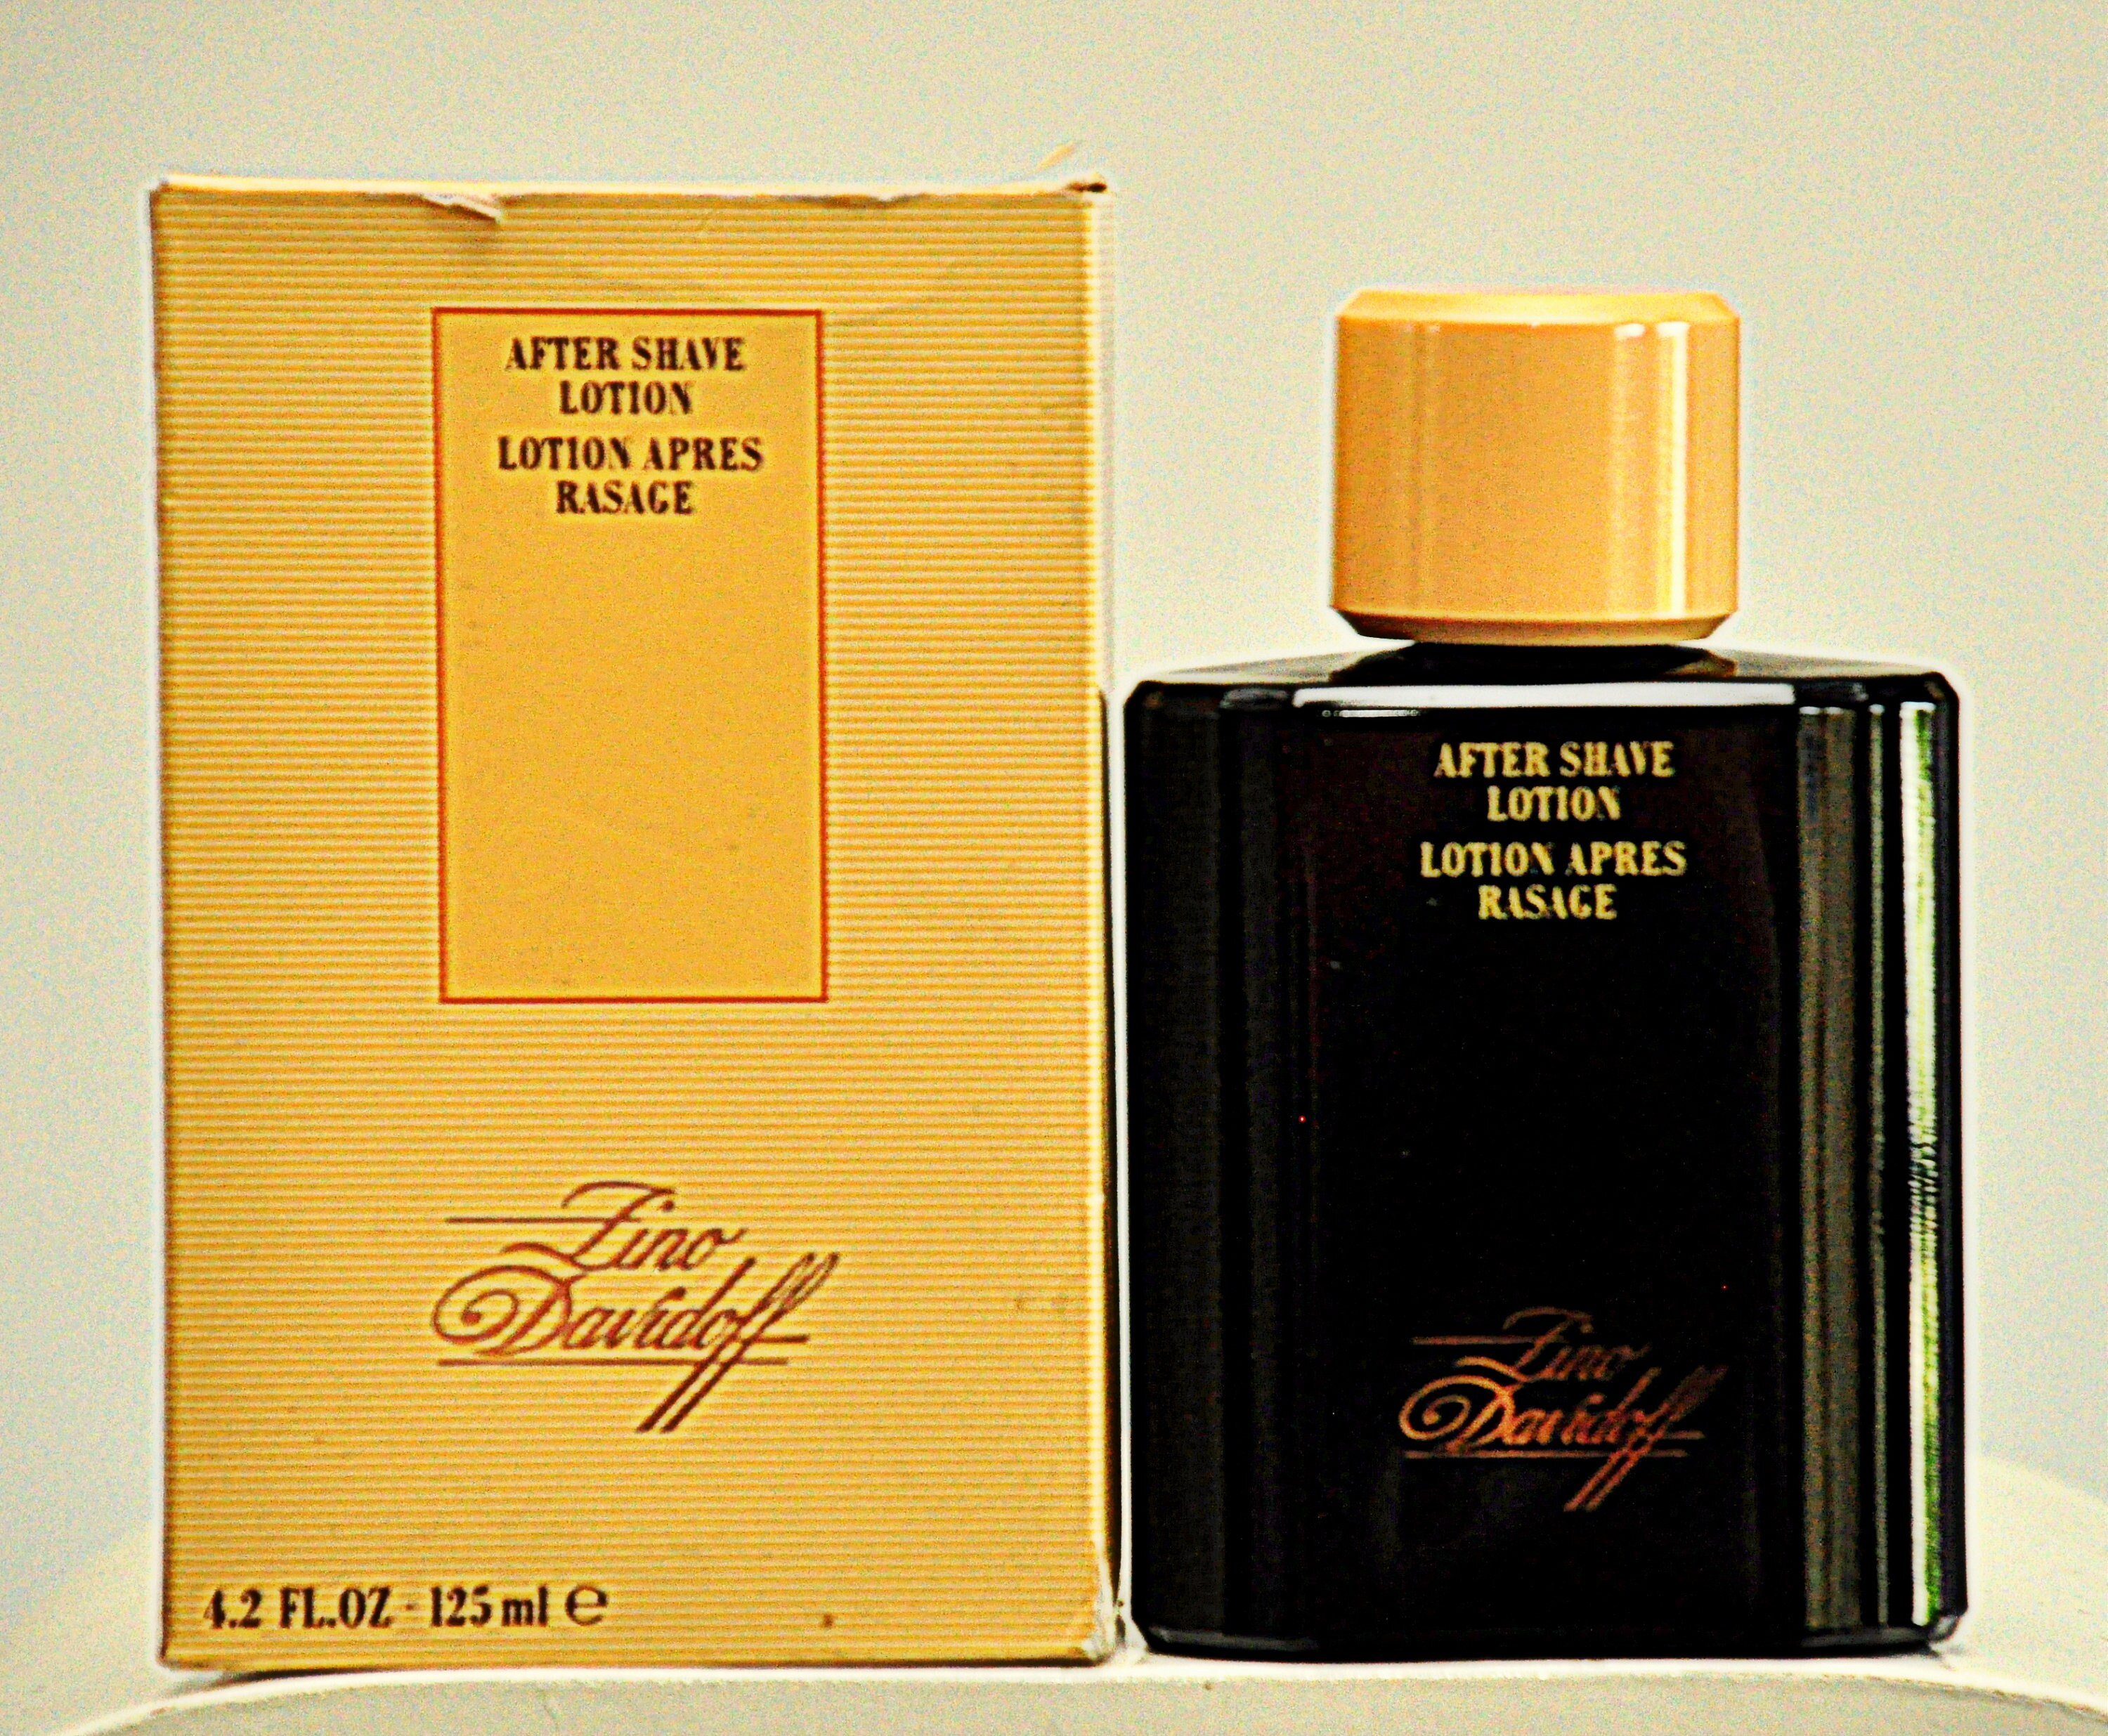 AFTER SHAVE
LOTION
LOTION APRES
RASAGE
Zino
Davidoff
4.2 FL.OZ - 125 ml ℮
AFTER SHAVE
LOTION
LOTION APRES
RASAGE
Zino
Davidoff